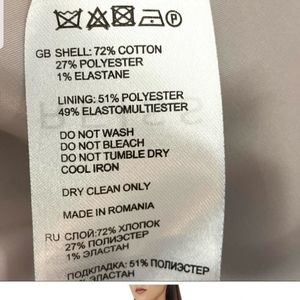 GB SHELL: 72% COTTON
27% POLYESTER
1% ELASTANE
LINING: 51% POLYESTER
49% ELASTOMULTIESTER
DO NOT WASH
DO NOT BLEACH
DO NOT TUMBLE DRY
COOL IRON
DRY CLEAN ONLY
MADE IN ROMANIA
RU СЛОЙ:72% ХЛОПОК
27% ПОЛИЭСТЕР
1% ЭЛАСТАН
ПОДКЛАДКА: 51% ПОЛИЭСТЕР